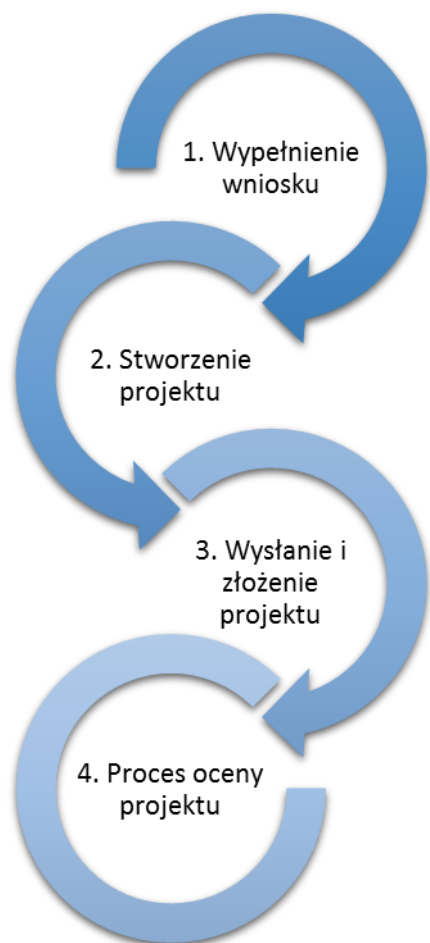 1. Wypełnienie
wniosku
2. Stworzenie
projektu
3. Wysłanie i
złożenie
projektu
4. Proces oceny
projektu